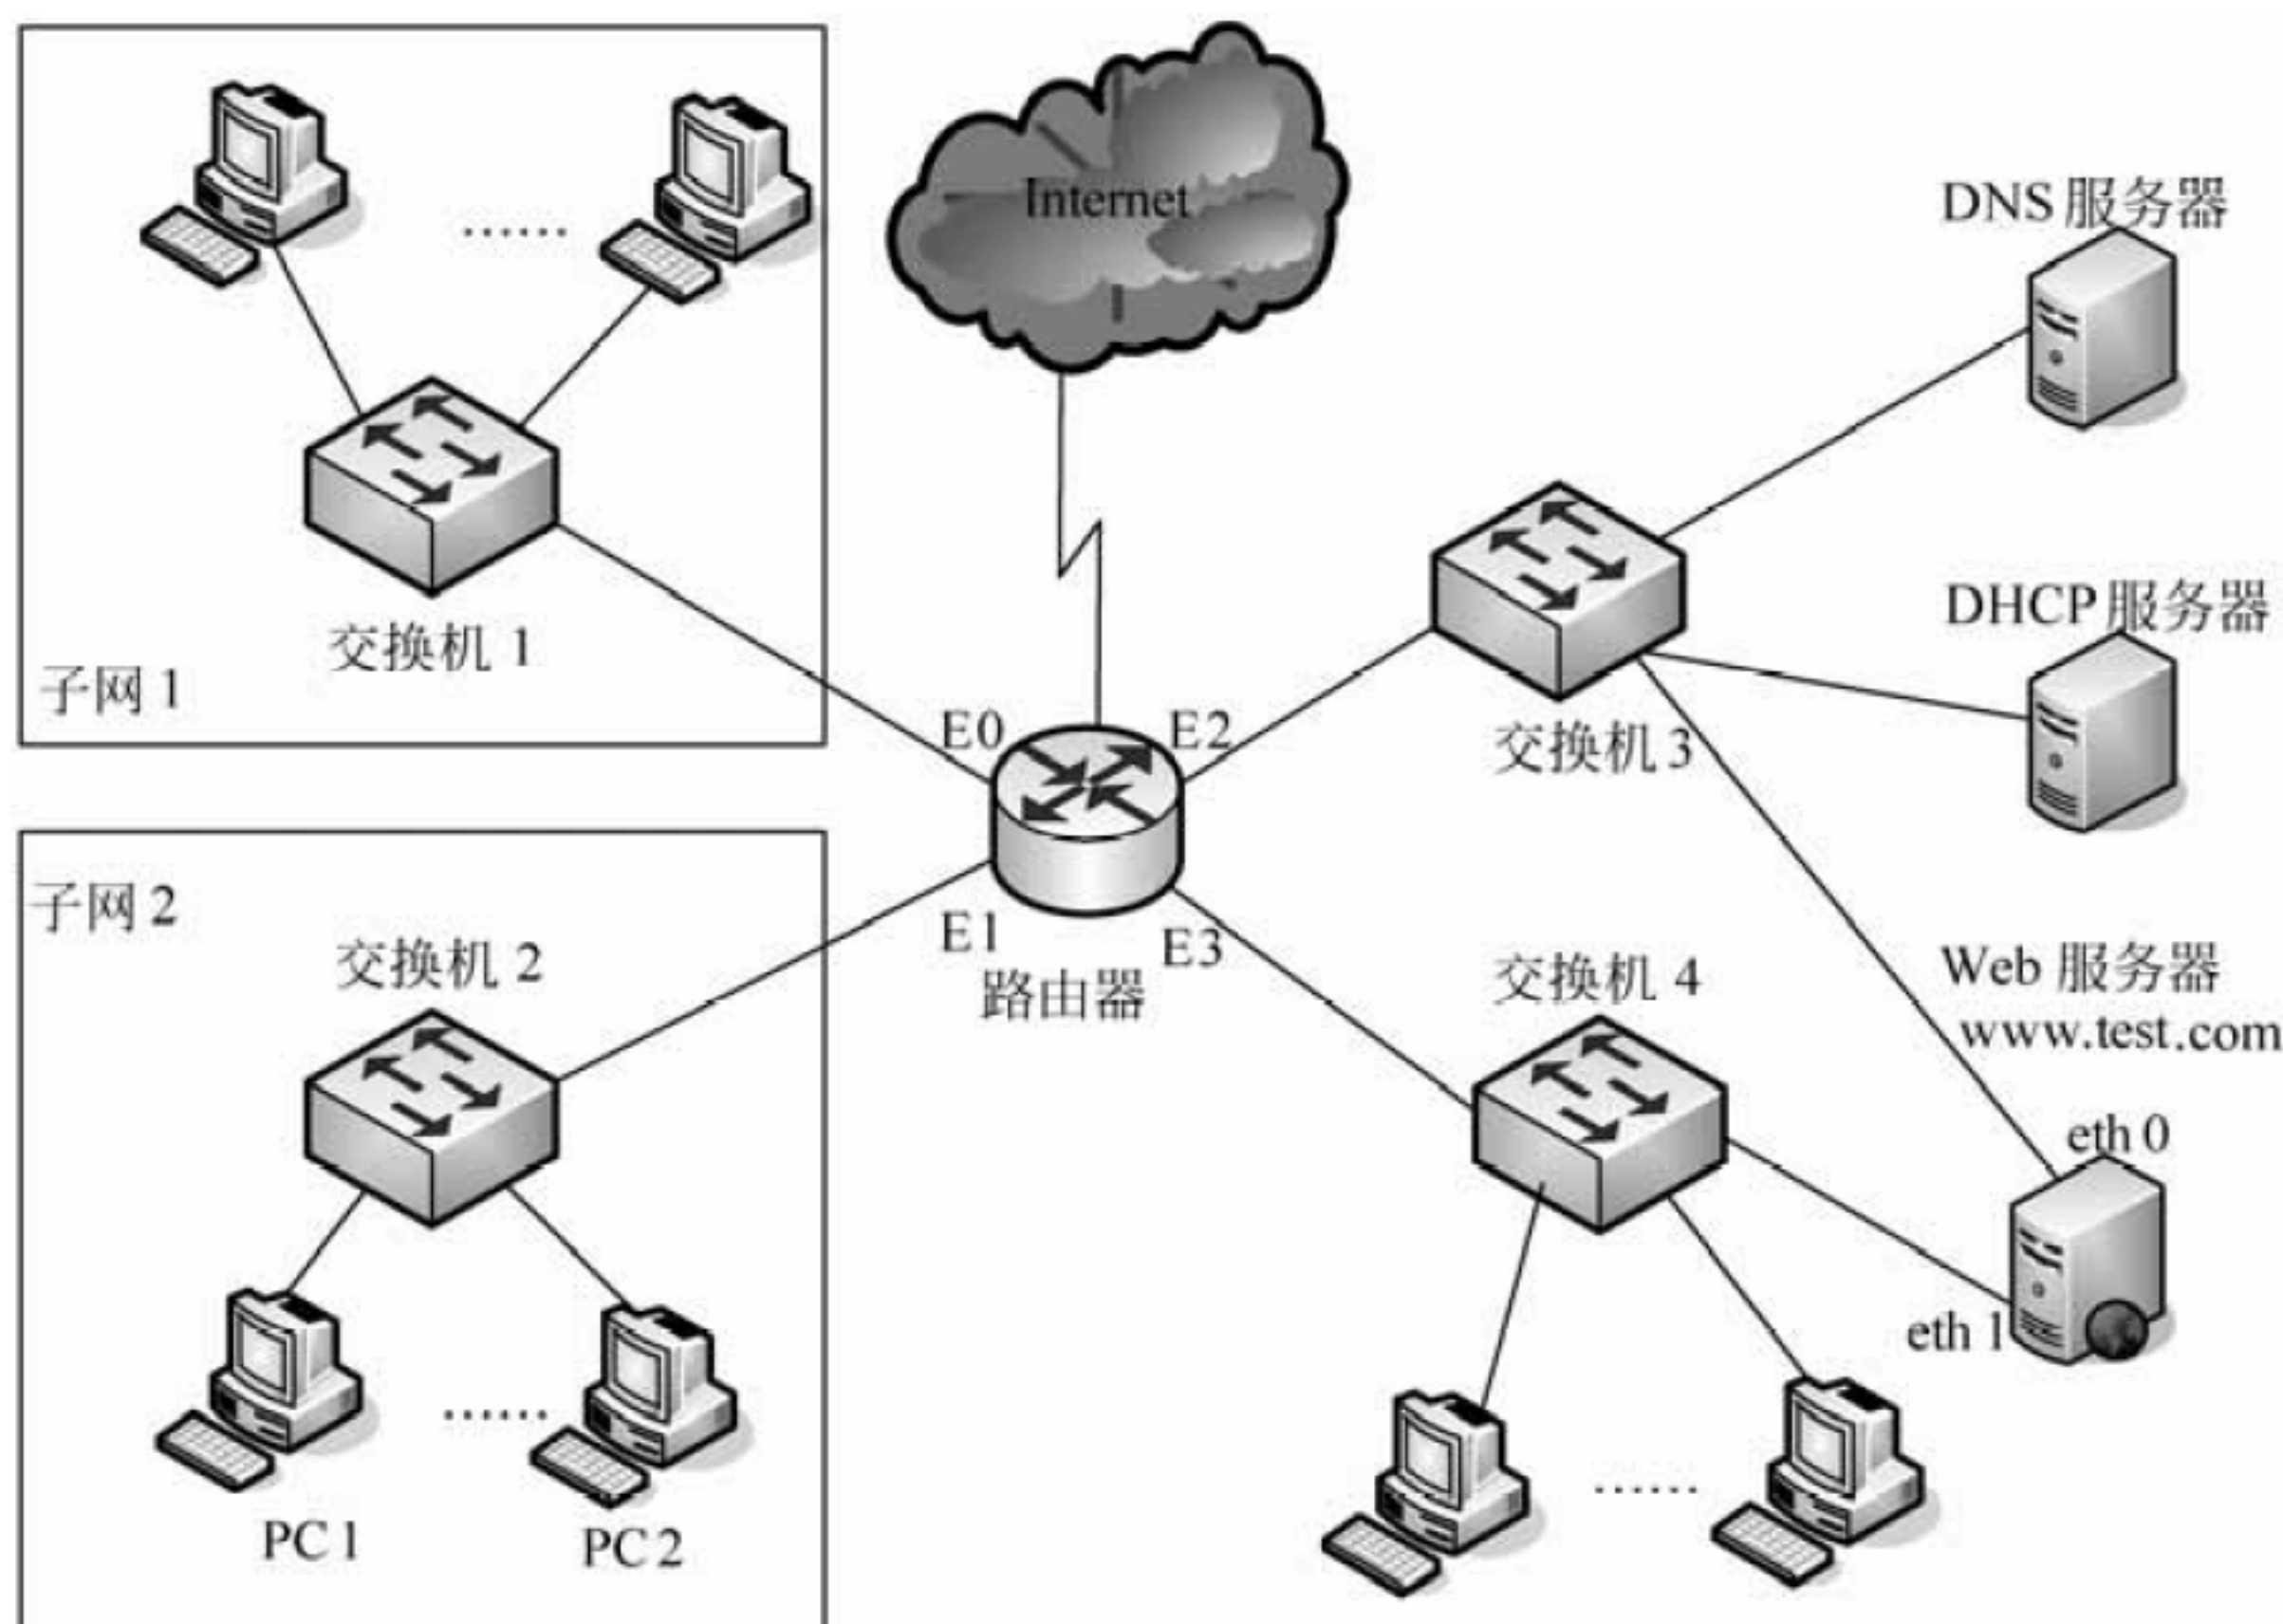 Internet
DNS 服务器
DHCP 服务器
交换机 1
子网 1
E0
E2
交换机 3
子网 2
交换机 2
E1
E3
路由器
交换机 4
Web 服务器
www.test.com
eth 0
eth 1
PC 1
PC 2